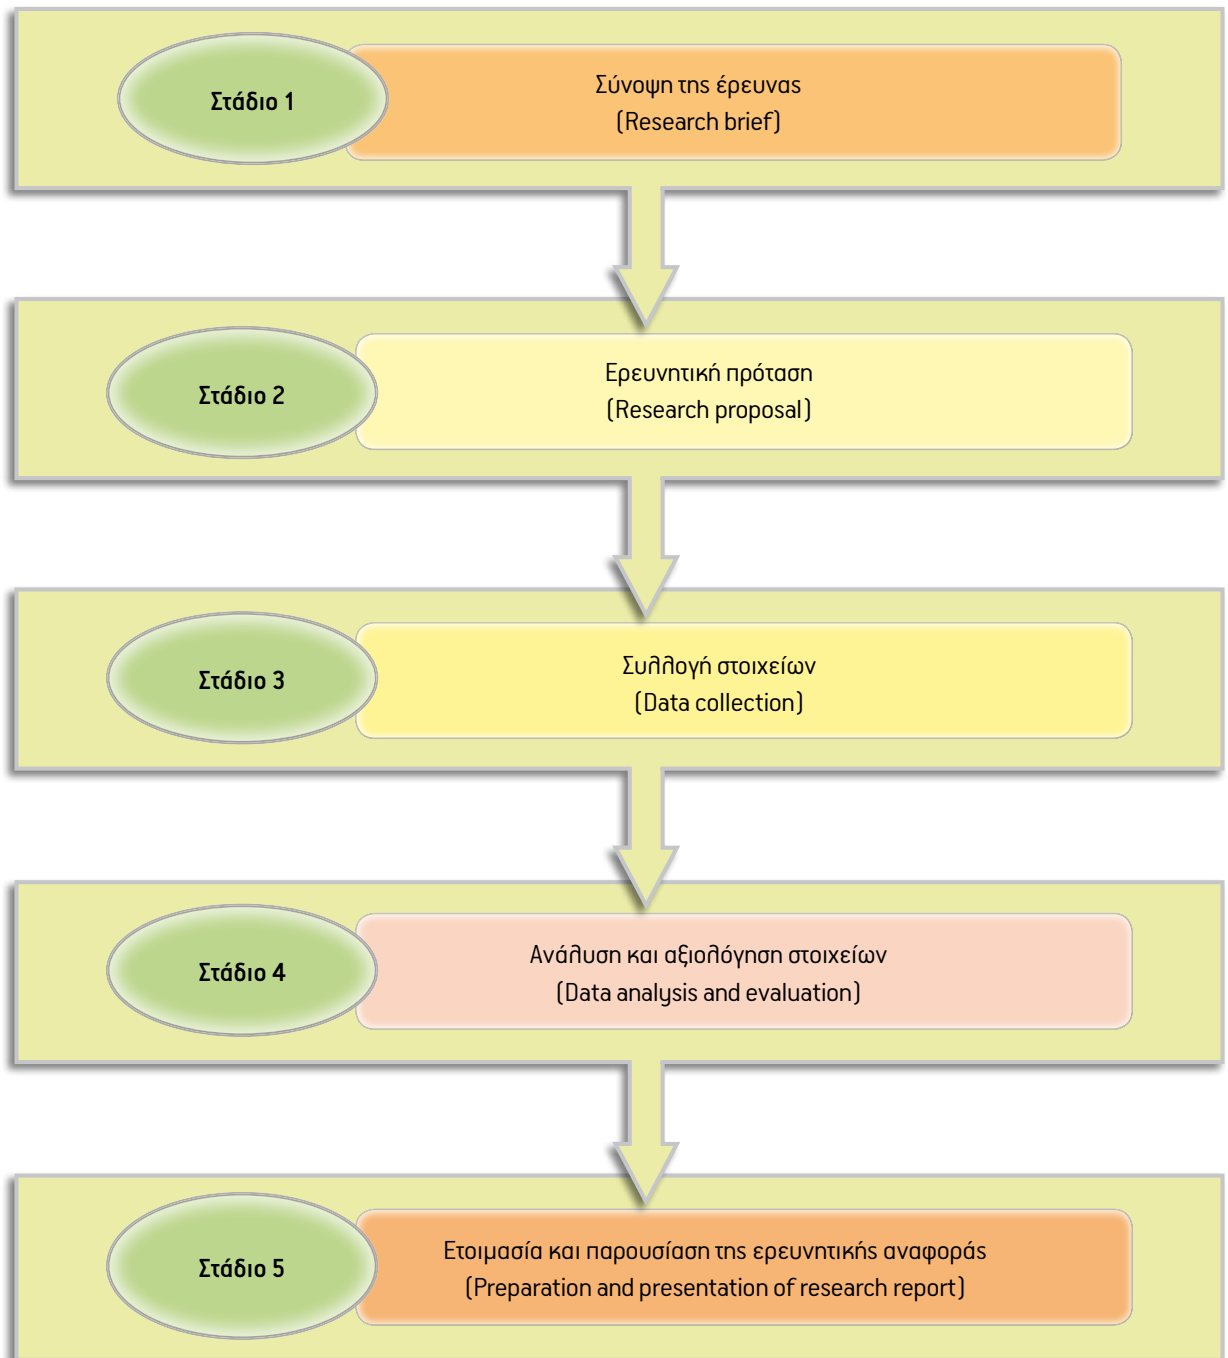 Στάδιο 1
Σύνοψη της έρευνας
(Research brief)
Στάδιο 2
Ερευνητική πρόταση
(Research proposal)
Στάδιο 3
Συλλογή στοιχείων
(Data collection)
Στάδιο 4
Ανάλυση και αξιολόγηση στοιχείων
(Data analysis and evaluation)
Στάδιο 5
Ετοιμασία και παρουσίαση της ερευνητικής αναφοράς
(Preparation and presentation of research report)